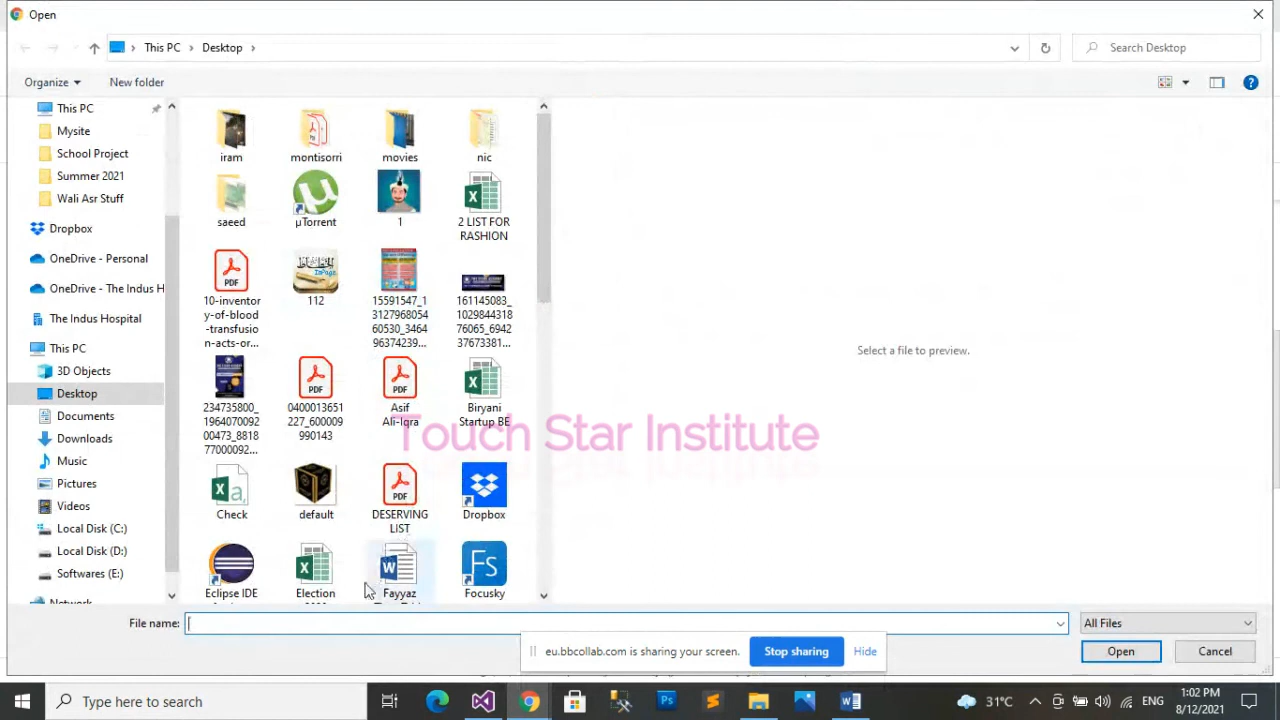 Open
This PC
Desktop
Search Desktop
Organize
New folder
This PC
Mysite
School Project
Summer 2021
Wali Asr Stuff
Dropbox
OneDrive - Personal
OneDrive - The Indus H
The Indus Hospital
This PC
3D Objects
Desktop
Documents
Downloads
Music
Pictures
Videos
Local Disk (C:)
Local Disk (D:)
Softwares (E:)
Network
iram
montisorri
movies
nic
saeed
µTorrent
1
2 LIST FOR
RASHION
10-inventor
y-of-blood
-transfusio
n-acts-or...
112
15591547_1
3127968054
60530_3464
96374239...
161145083_
1029844318
76065_6942
37673381...
234735800_
1964070092
00473_8818
77000092...
0400013651
227_600009
990143
Asif
Ali-Iqra
Biryani
Startup BE
Check
default
DESERVING
LIST
Dropbox
Eclipse IDE
Election
Fayyaz
Focusky
Select a file to preview.
Touch Star Institute
File name:
All Files
Open
Cancel
eu.bbcollab.com is sharing your screen.
Stop sharing
Hide
Type here to search
31°C
ENG
1:02 PM
8/12/2021